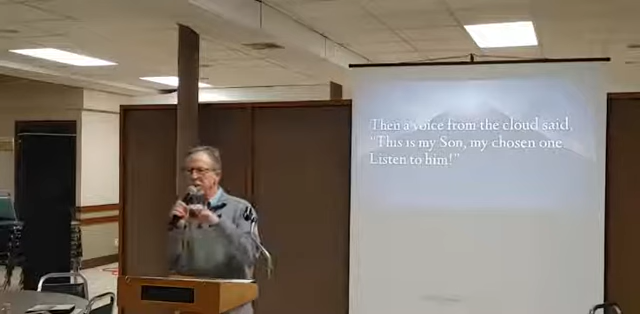 Then a voice from the cloud said,
"This is my Son, my chosen one.
Listen to him!"